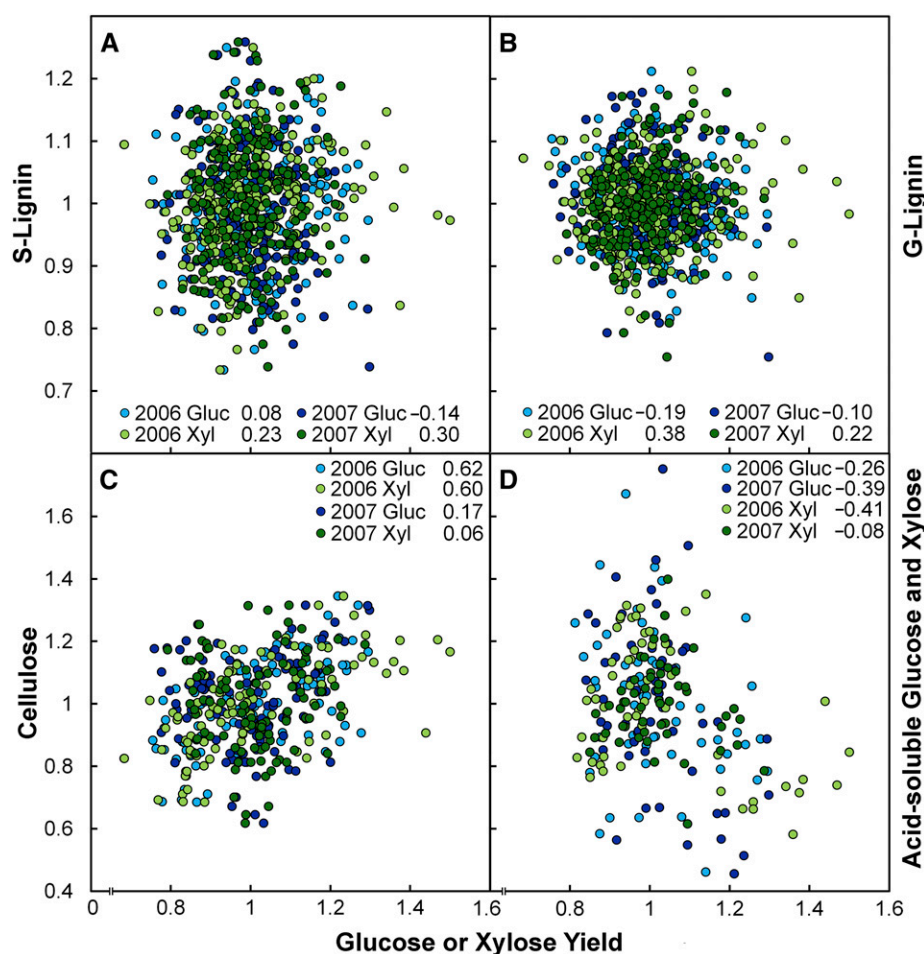 A
B
S-Lignin
G-Lignin
1.2
1.1
1
0.9
0.8
0.7
2006 Gluc 0.08
2007 Gluc −0.14
2006 Xyl 0.23
2007 Xyl 0.30
2006 Gluc −0.19
2007 Gluc −0.10
2006 Xyl 0.38
2007 Xyl 0.22
C
D
2006 Gluc 0.62
2006 Xyl 0.60
2007 Gluc 0.17
2007 Xyl 0.06
2006 Gluc −0.26
2007 Gluc −0.39
2006 Xyl −0.41
2007 Xyl −0.08
Cellulose
Acid-soluble Glucose and Xylose
1.6
1.4
1.2
1
0.8
0.6
0.4
0 0.8 1 1.2 1.4 1.6
0.8 1 1.2 1.4 1.6
Glucose or Xylose Yield